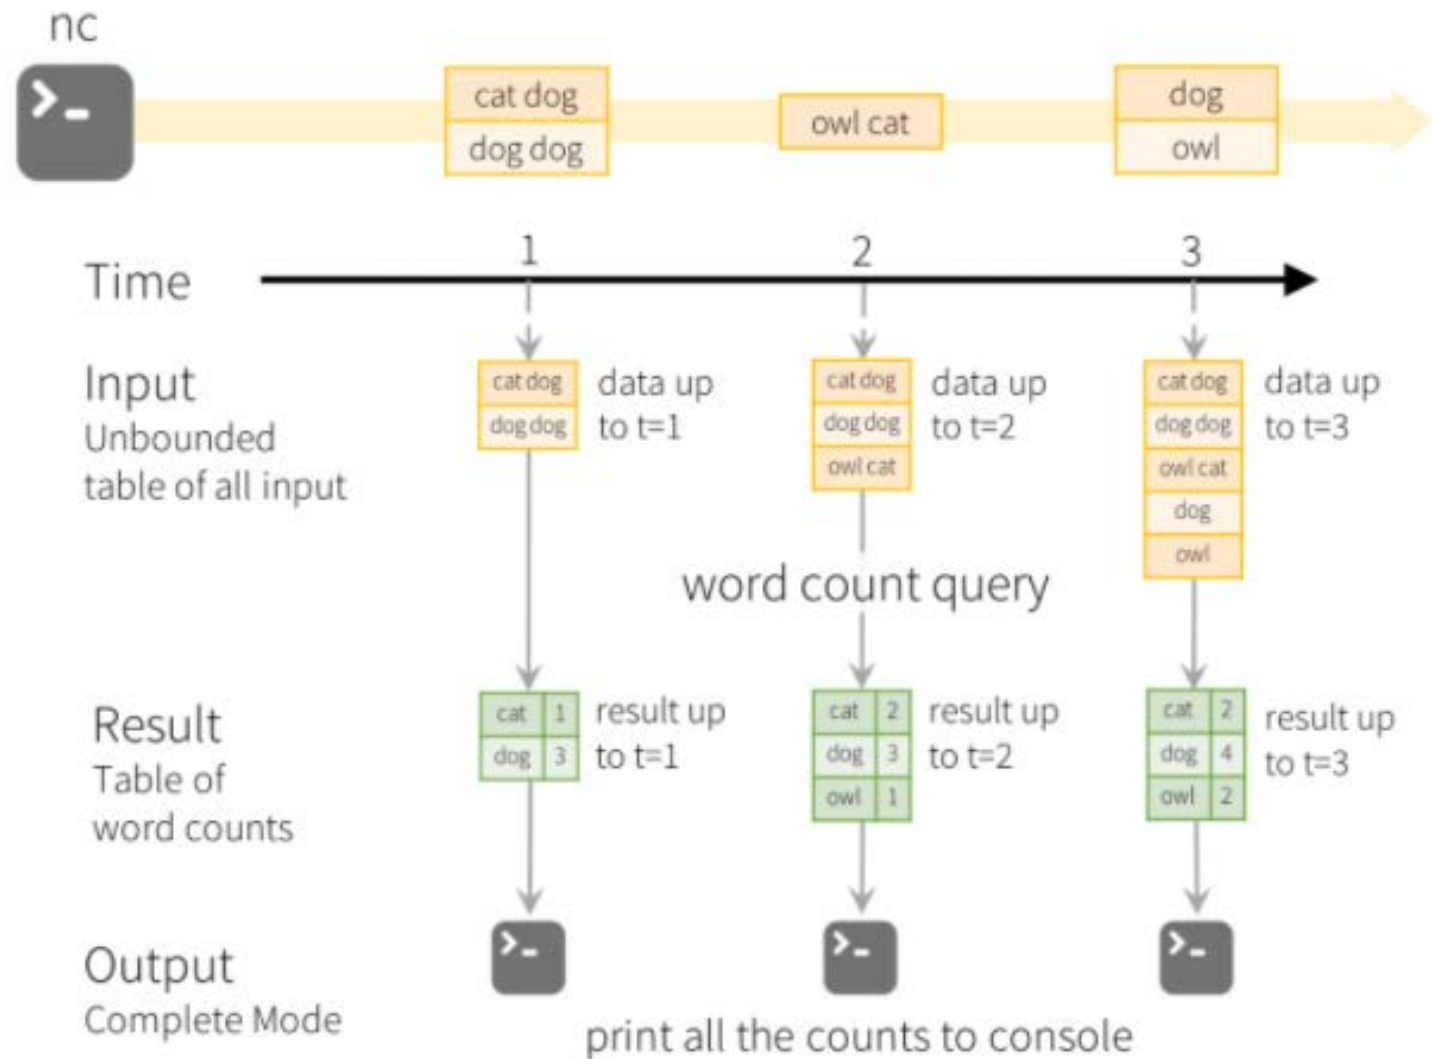 nc
>_
cat dog
dog dog
owl cat
dog
owl
1
2
3
Time
Input
Unbounded
table of all input
cat dog
dog dog
data up
to t=1
cat dog
dog dog
owl cat
data up
to t=2
cat dog
dog dog
owl cat
dog
owl
data up
to t=3
word count query
Result
Table of
word counts
cat 1
dog 3
result up
to t=1
cat 2
dog 3
owl 1
result up
to t=2
cat 2
dog 4
owl 2
result up
to t=3
Output
Complete Mode
>_
>_
>_
print all the counts to console